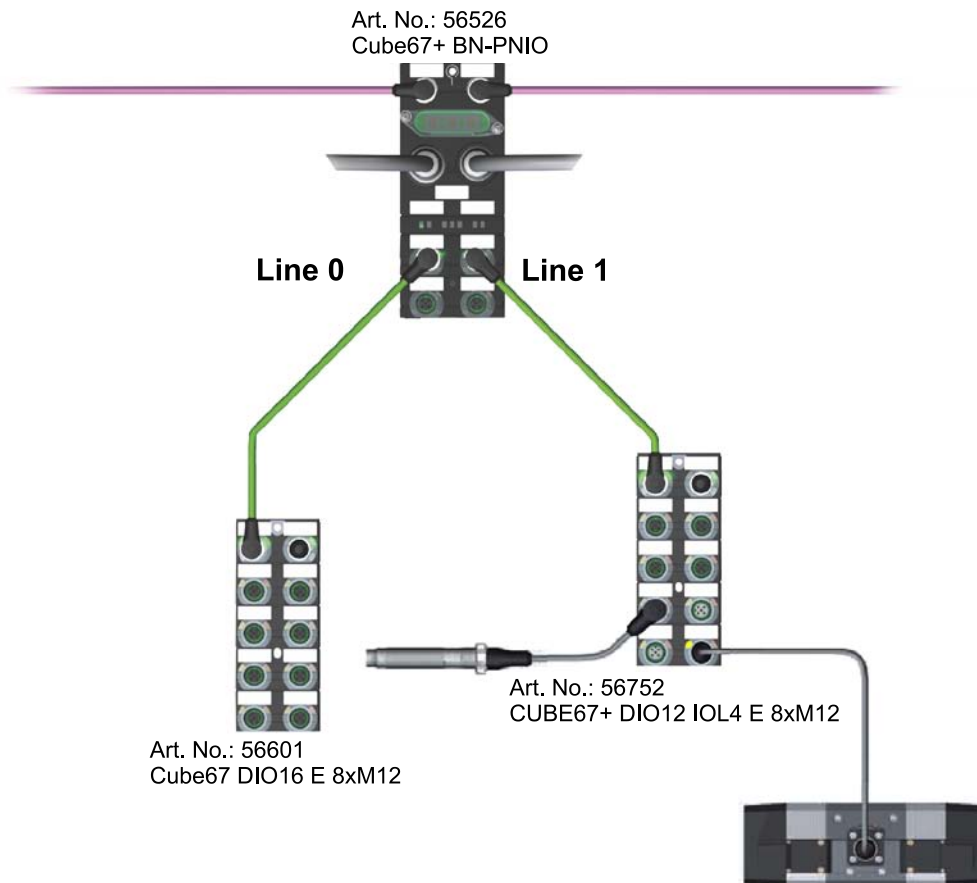 Art. No.: 56526
Cube67+ BN-PNIO
Line 0
Line 1
Art. No.: 56752
CUBE67+ DIO12 IOL4 E 8xM12
Art. No.: 56601
Cube67 DIO16 E 8xM12